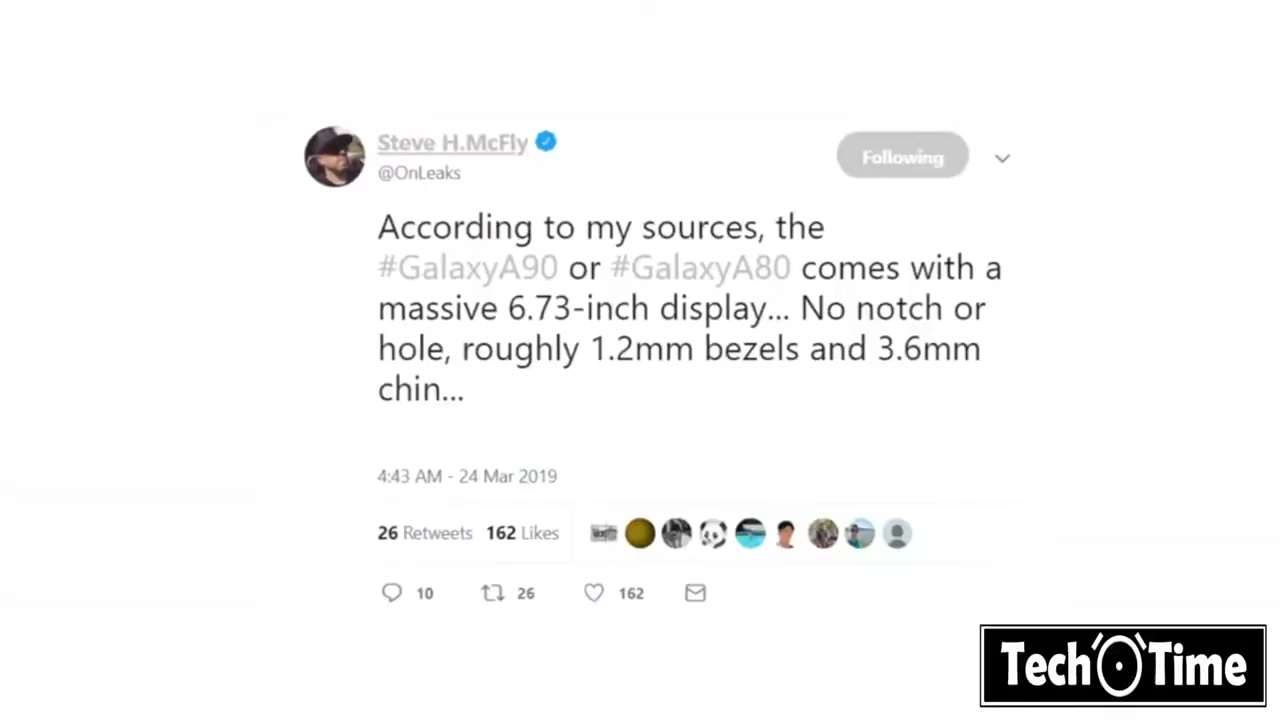 Steve H.McFly
Following
@OnLeaks
According to my sources, the
#GalaxyA90 or #GalaxyA80 comes with a
massive 6.73-inch display... No notch or
hole, roughly 1.2mm bezels and 3.6mm
chin...
4:43 AM - 24 Mar 2019
26 Retweets 162 Likes
10 26 162
Tech Time